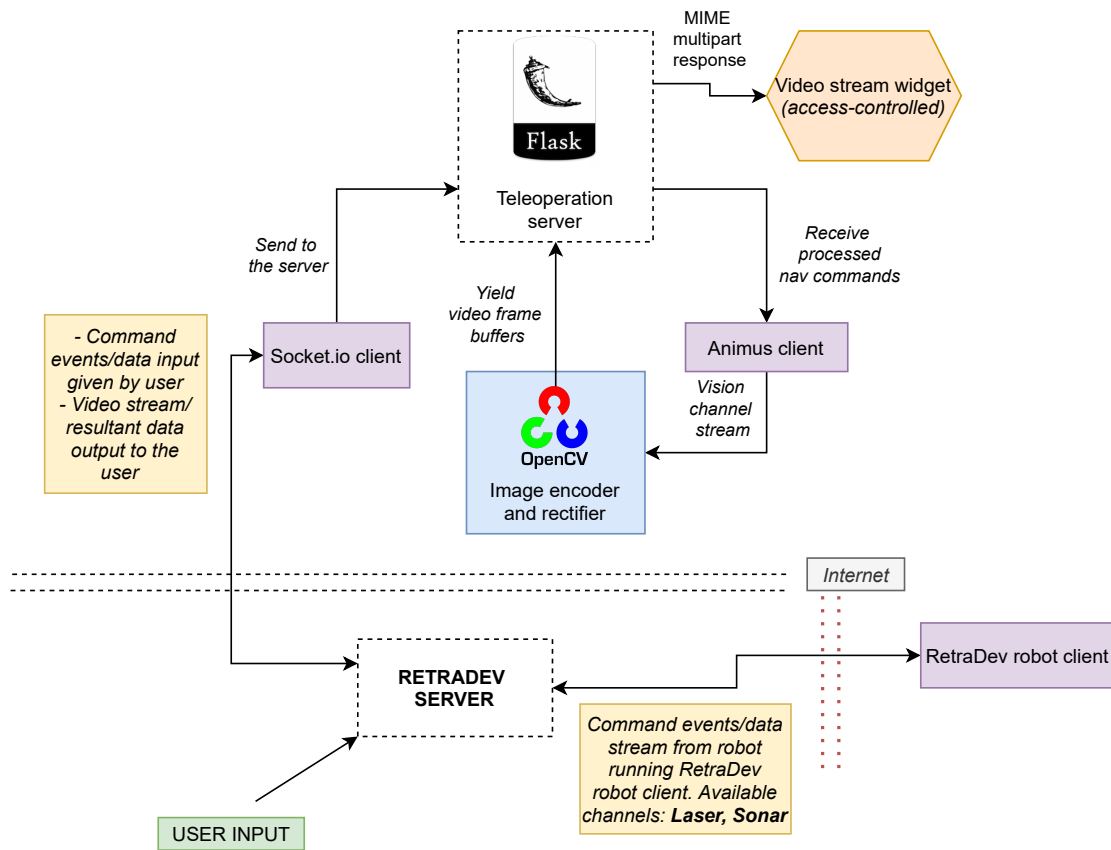 MIME
multipart
response
Video stream widget
(access-controlled)
Flask
Teleoperation
server
Send to
the server
Receive
processed
nav commands
Yield
video frame
buffers
- Command
events/data input
given by user
- Video stream/
resultant data
output to the
user
Socket.io client
Animus client
Vision
channel
stream
OpenCV
Image encoder
and rectifier
Internet
RetraDev robot client
RETRADEV
SERVER
Command events/data
stream from robot
running RetraDev
robot client. Available
channels: Laser, Sonar
USER INPUT